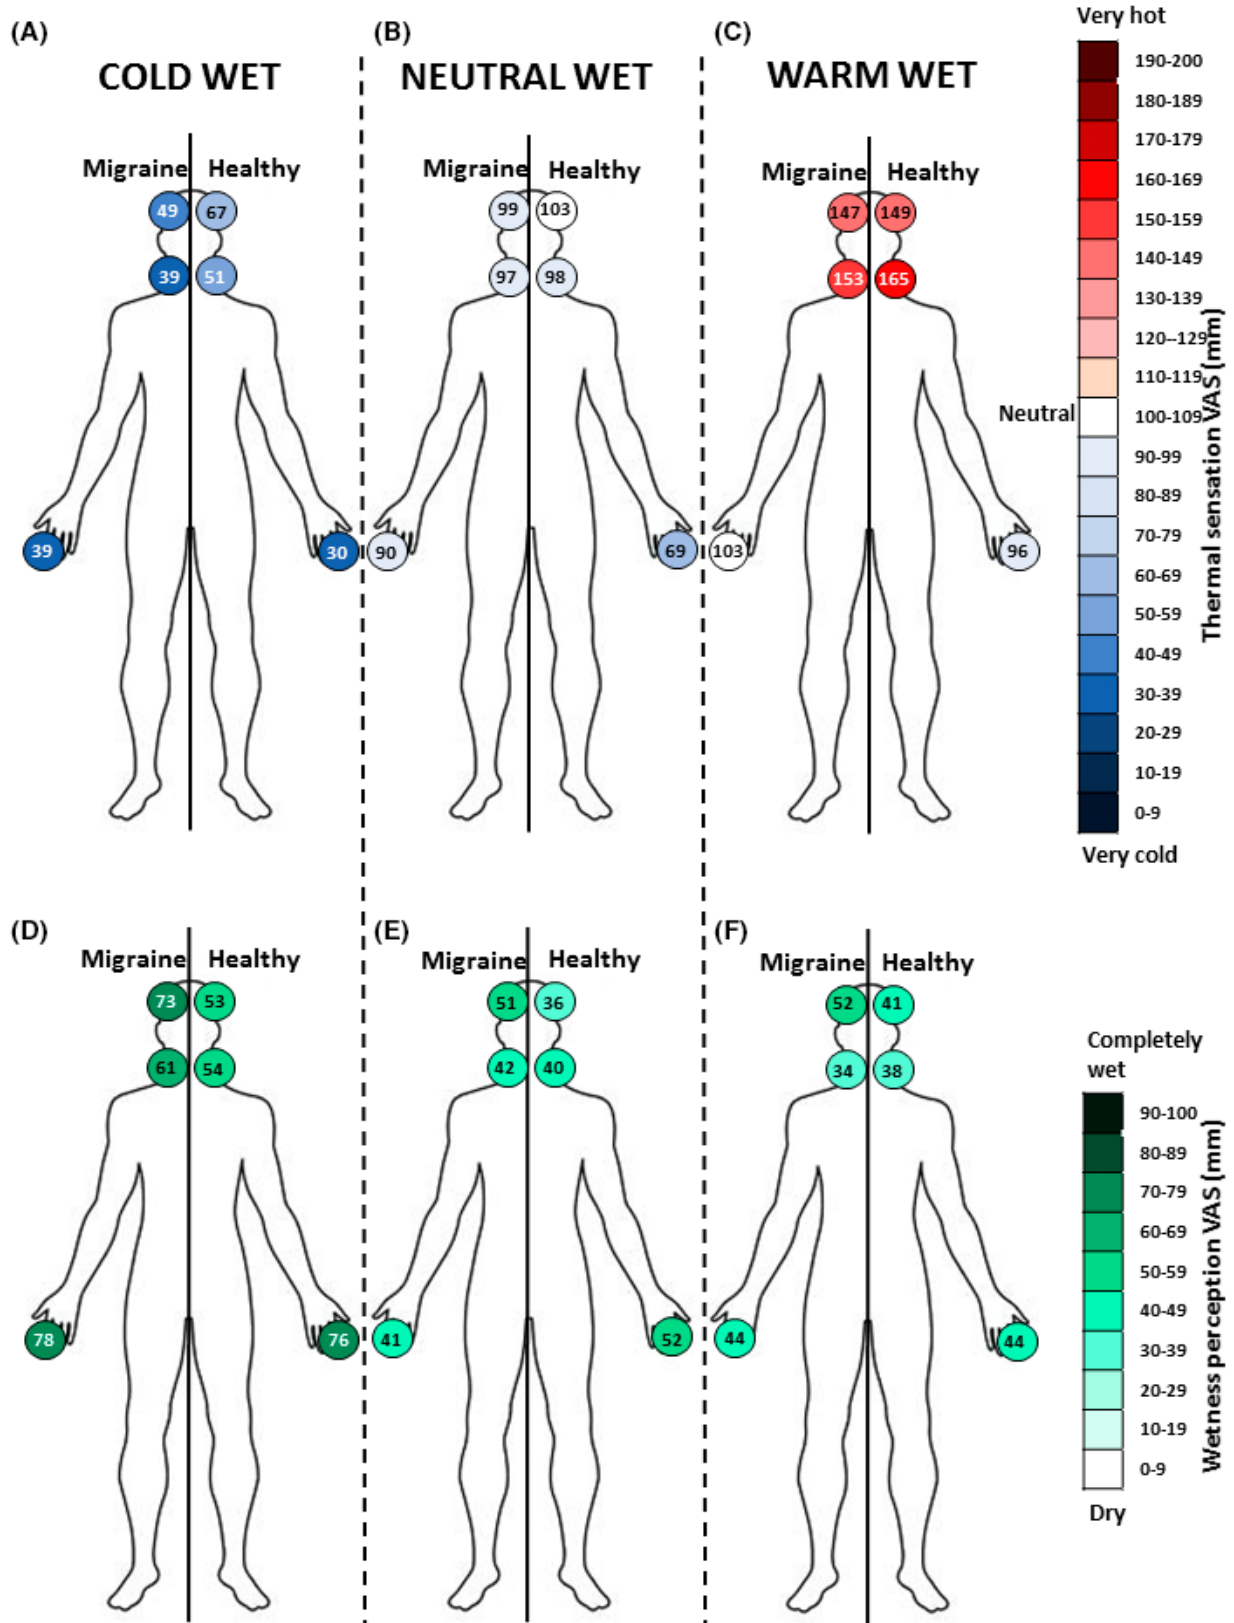 (A)
(B)
(C)
COLD WET
NEUTRAL WET
WARM WET
Migraine Healthy
Migraine Healthy
Migraine Healthy
49 67
99 103
147 149
39 51
97 98
153 165
39 30
90 69
103 96
Very hot
190-200
180-189
170-179
160-169
150-159
140-149
130-139
120--129
110-119
Neutral 100-109
90-99
80-89
70-79
60-69
50-59
40-49
30-39
20-29
10-19
0-9
Very cold
Thermal sensation VAS (mm)
(D)
(E)
(F)
Migraine Healthy
Migraine Healthy
Migraine Healthy
73 53
51 36
52 41
61 54
42 40
34 38
78 76
41 52
44 44
Completely
wet
90-100
80-89
70-79
60-69
50-59
40-49
30-39
20-29
10-19
0-9
Dry
Wetness perception VAS (mm)